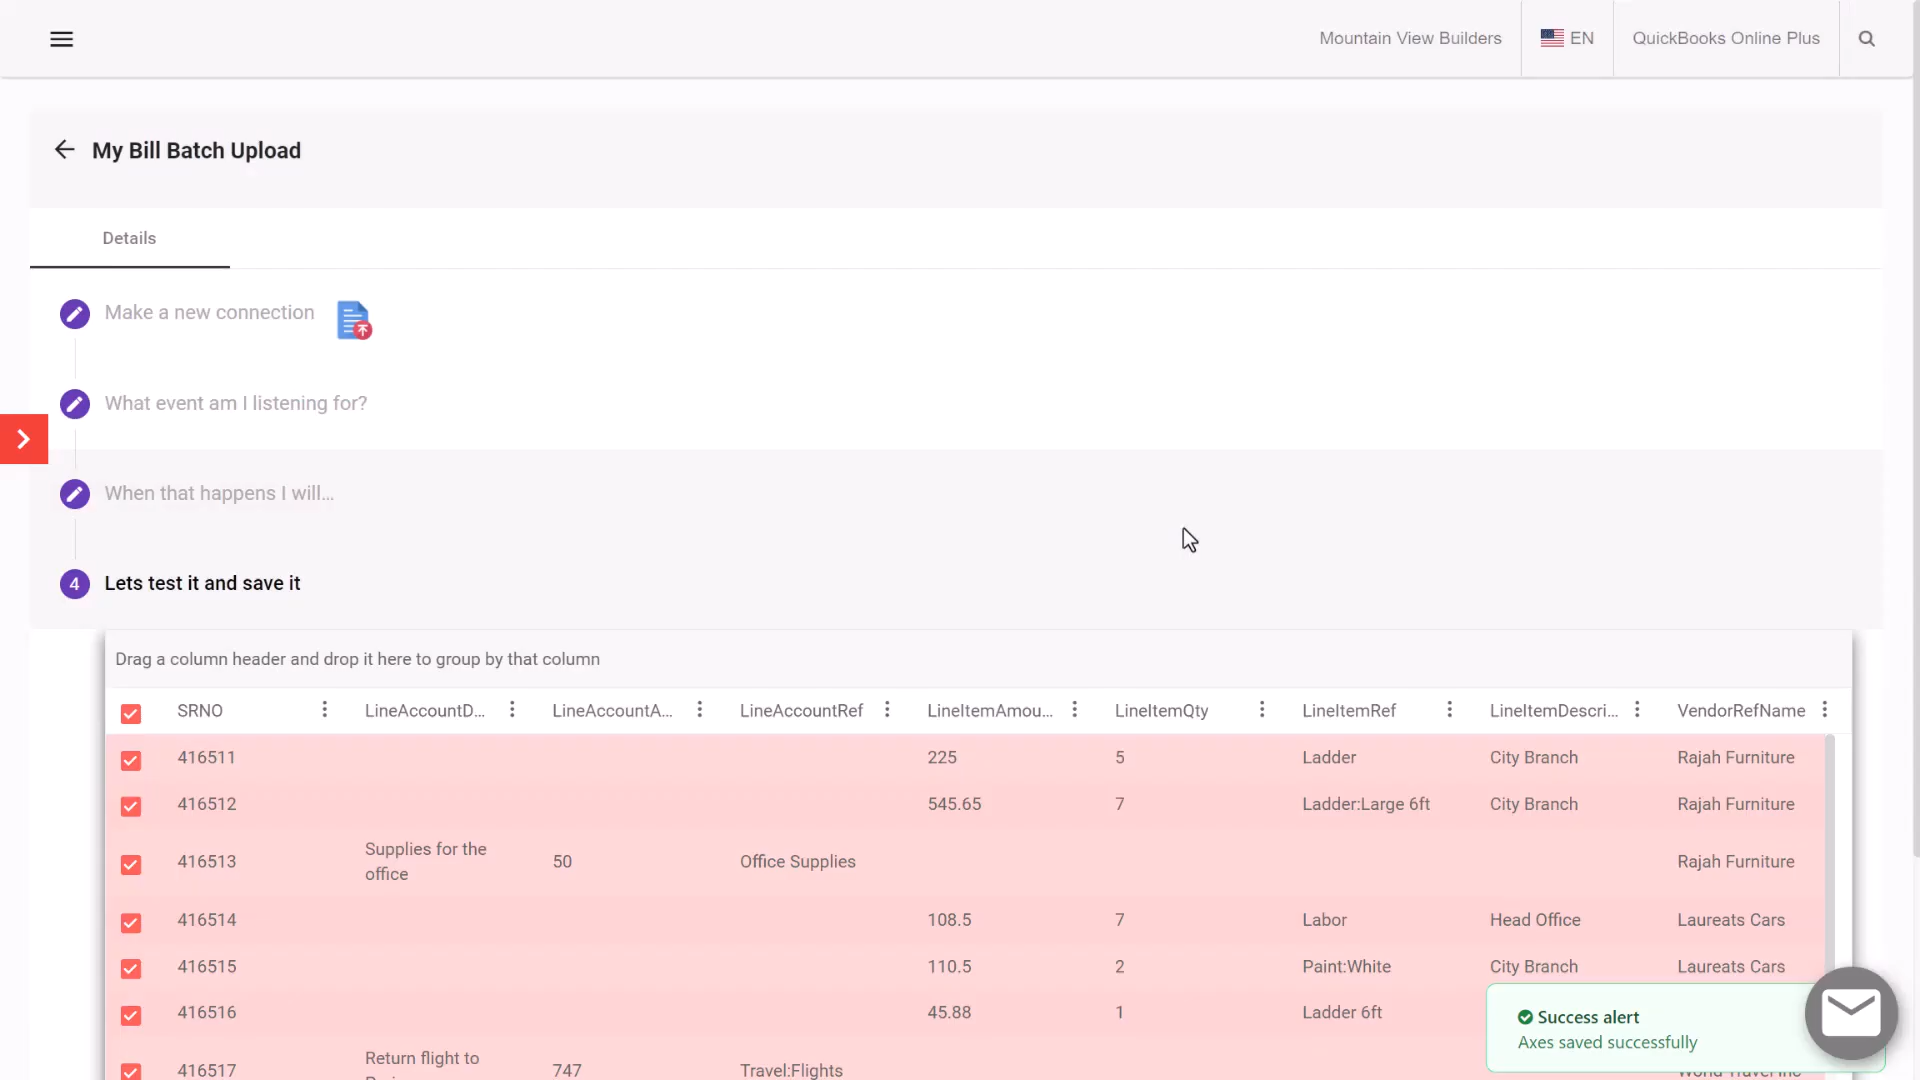 Mountain View Builders
EN
QuickBooks Online Plus
My Bill Batch Upload
Details
Make a new connection
What event am I listening for?
When that happens I will...
4 Lets test it and save it
Drag a column header and drop it here to group by that column
SRNO LineAccountD... LineAccountA... LineAccountRef LineItemAmou... LineItemQty LineItemRef LineItemDescri... VendorRefName
416511 225 5 Ladder City Branch Rajah Furniture
416512 545.65 7 Ladder:Large 6ft City Branch Rajah Furniture
416513 Supplies for the office 50 Office Supplies Rajah Furniture
416514 108.5 7 Labor Head Office Laureats Cars
416515 110.5 2 Paint:White City Branch Laureats Cars
416516 45.88 1 Ladder 6ft
416517 Return flight to 747 Travel:Flights
Success alert
Axes saved successfully